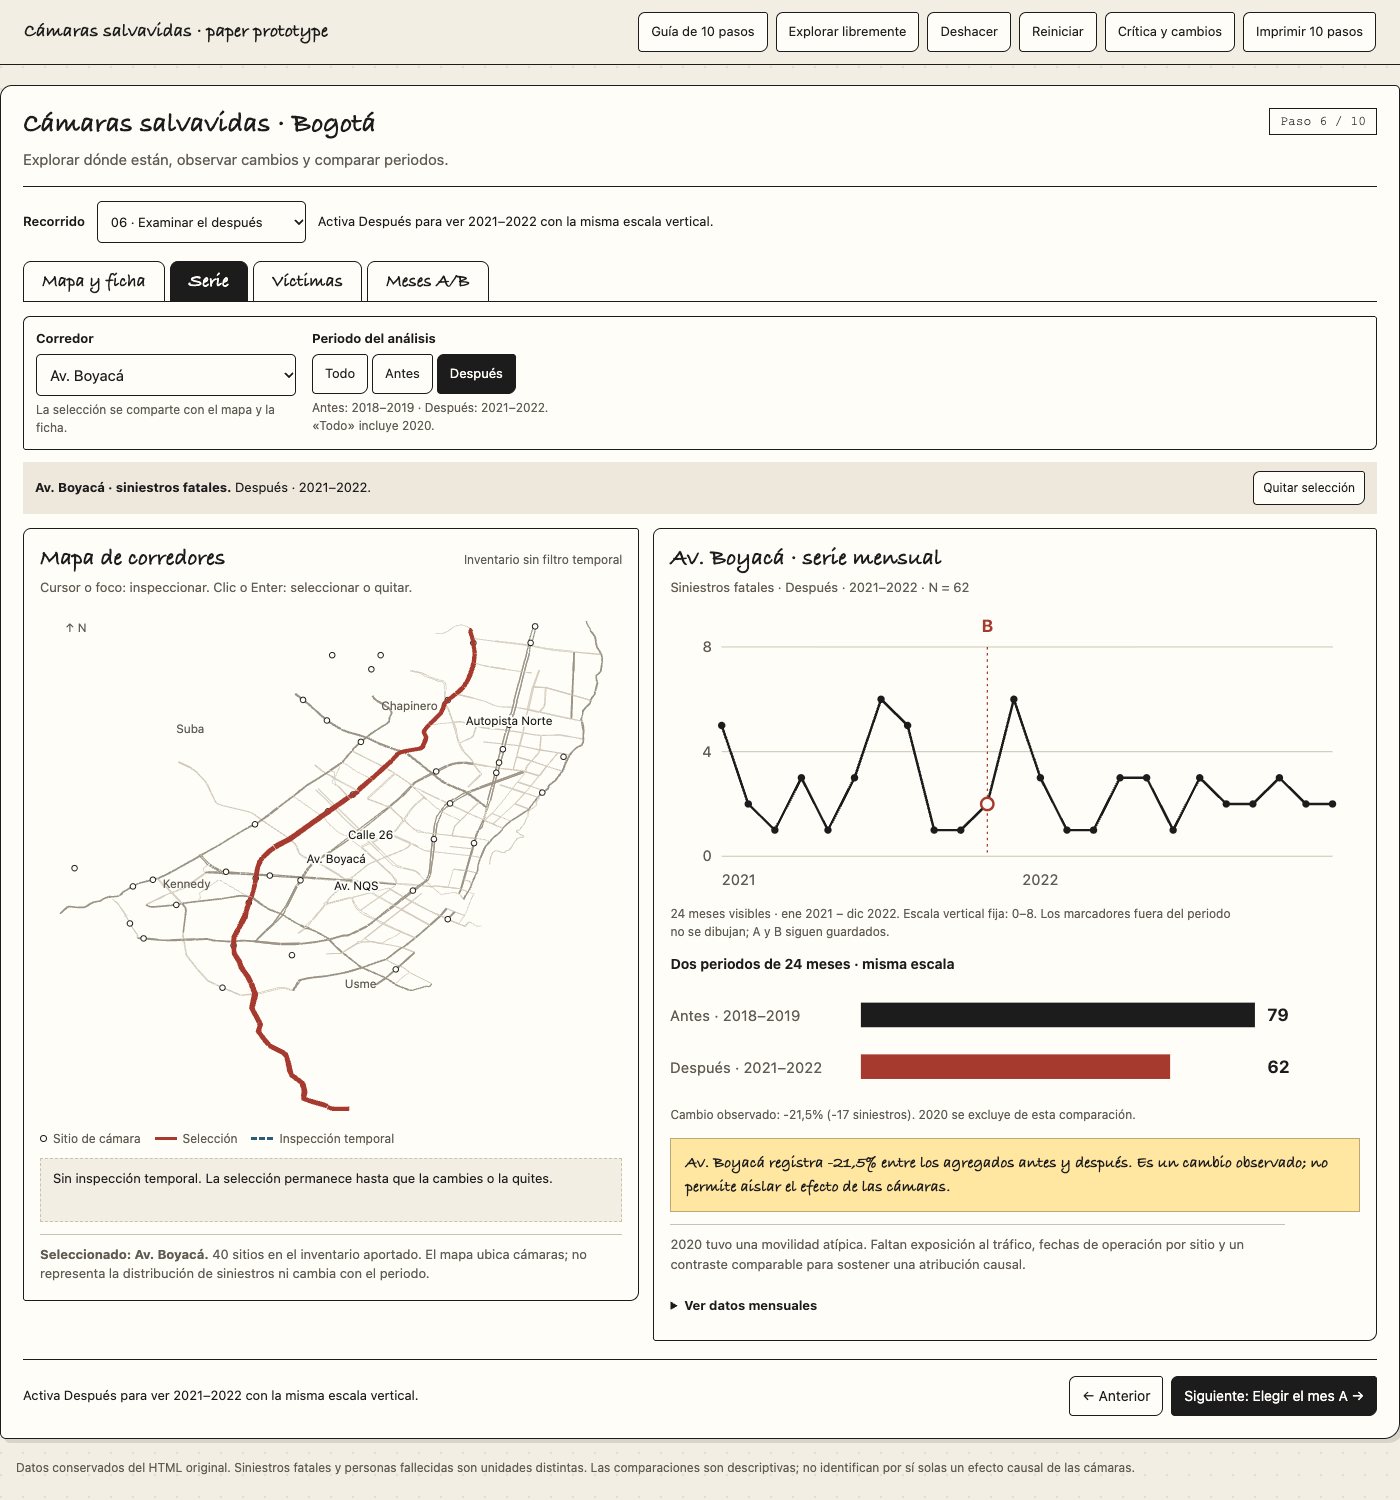 Cámaras salvavidas · paper prototype
Guía de 10 pasos
Explorar libremente
Deshacer
Reiniciar
Crítica y cambios
Imprimir 10 pasos
Cámaras salvavidas · Bogotá
Paso 6 / 10
Explorar dónde están, observar cambios y comparar periodos.
Recorrido
06 · Examinar el después
Activa Después para ver 2021–2022 con la misma escala vertical.
Mapa y ficha
Serie
Víctimas
Meses A/B
Corredor
Av. Boyacá
La selección se comparte con el mapa y la
ficha.
Periodo del análisis
Todo
Antes
Después
Antes: 2018–2019 · Después: 2021–2022.
«Todo» incluye 2020.
Av. Boyacá · siniestros fatales. Después · 2021–2022.
Quitar selección
Mapa de corredores
Inventario sin filtro temporal
Cursor o foco: inspeccionar. Clic o Enter: seleccionar o quitar.
↑ N
Chapinero
Autopista Norte
Suba
Calle 26
Av. Boyacá
Kennedy
Av. NQS
Usme
Sitio de cámara
Selección
Inspección temporal
Sin inspección temporal. La selección permanece hasta que la cambies o la quites.
Seleccionado: Av. Boyacá. 40 sitios en el inventario aportado. El mapa ubica cámaras; no
representa la distribución de siniestros ni cambia con el periodo.
Av. Boyacá · serie mensual
Siniestros fatales · Después · 2021–2022 · N = 62
B
8
4
0
2021
2022
24 meses visibles · ene 2021 – dic 2022. Escala vertical fija: 0–8. Los marcadores fuera del periodo
no se dibujan; A y B siguen guardados.
Dos periodos de 24 meses · misma escala
Antes · 2018–2019
79
Después · 2021–2022
62
Cambio observado: -21,5% (-17 siniestros). 2020 se excluye de esta comparación.
Av. Boyacá registra -21,5% entre los agregados antes y después. Es un cambio observado; no
permite aislar el efecto de las cámaras.
2020 tuvo una movilidad atípica. Faltan exposición al tráfico, fechas de operación por sitio y un
contraste comparable para sostener una atribución causal.
▶ Ver datos mensuales
Activa Después para ver 2021–2022 con la misma escala vertical.
← Anterior
Siguiente: Elegir el mes A →
Datos conservados del HTML original. Siniestros fatales y personas fallecidas son unidades distintas. Las comparaciones son descriptivas; no identifican por sí solas un efecto causal de las cámaras.